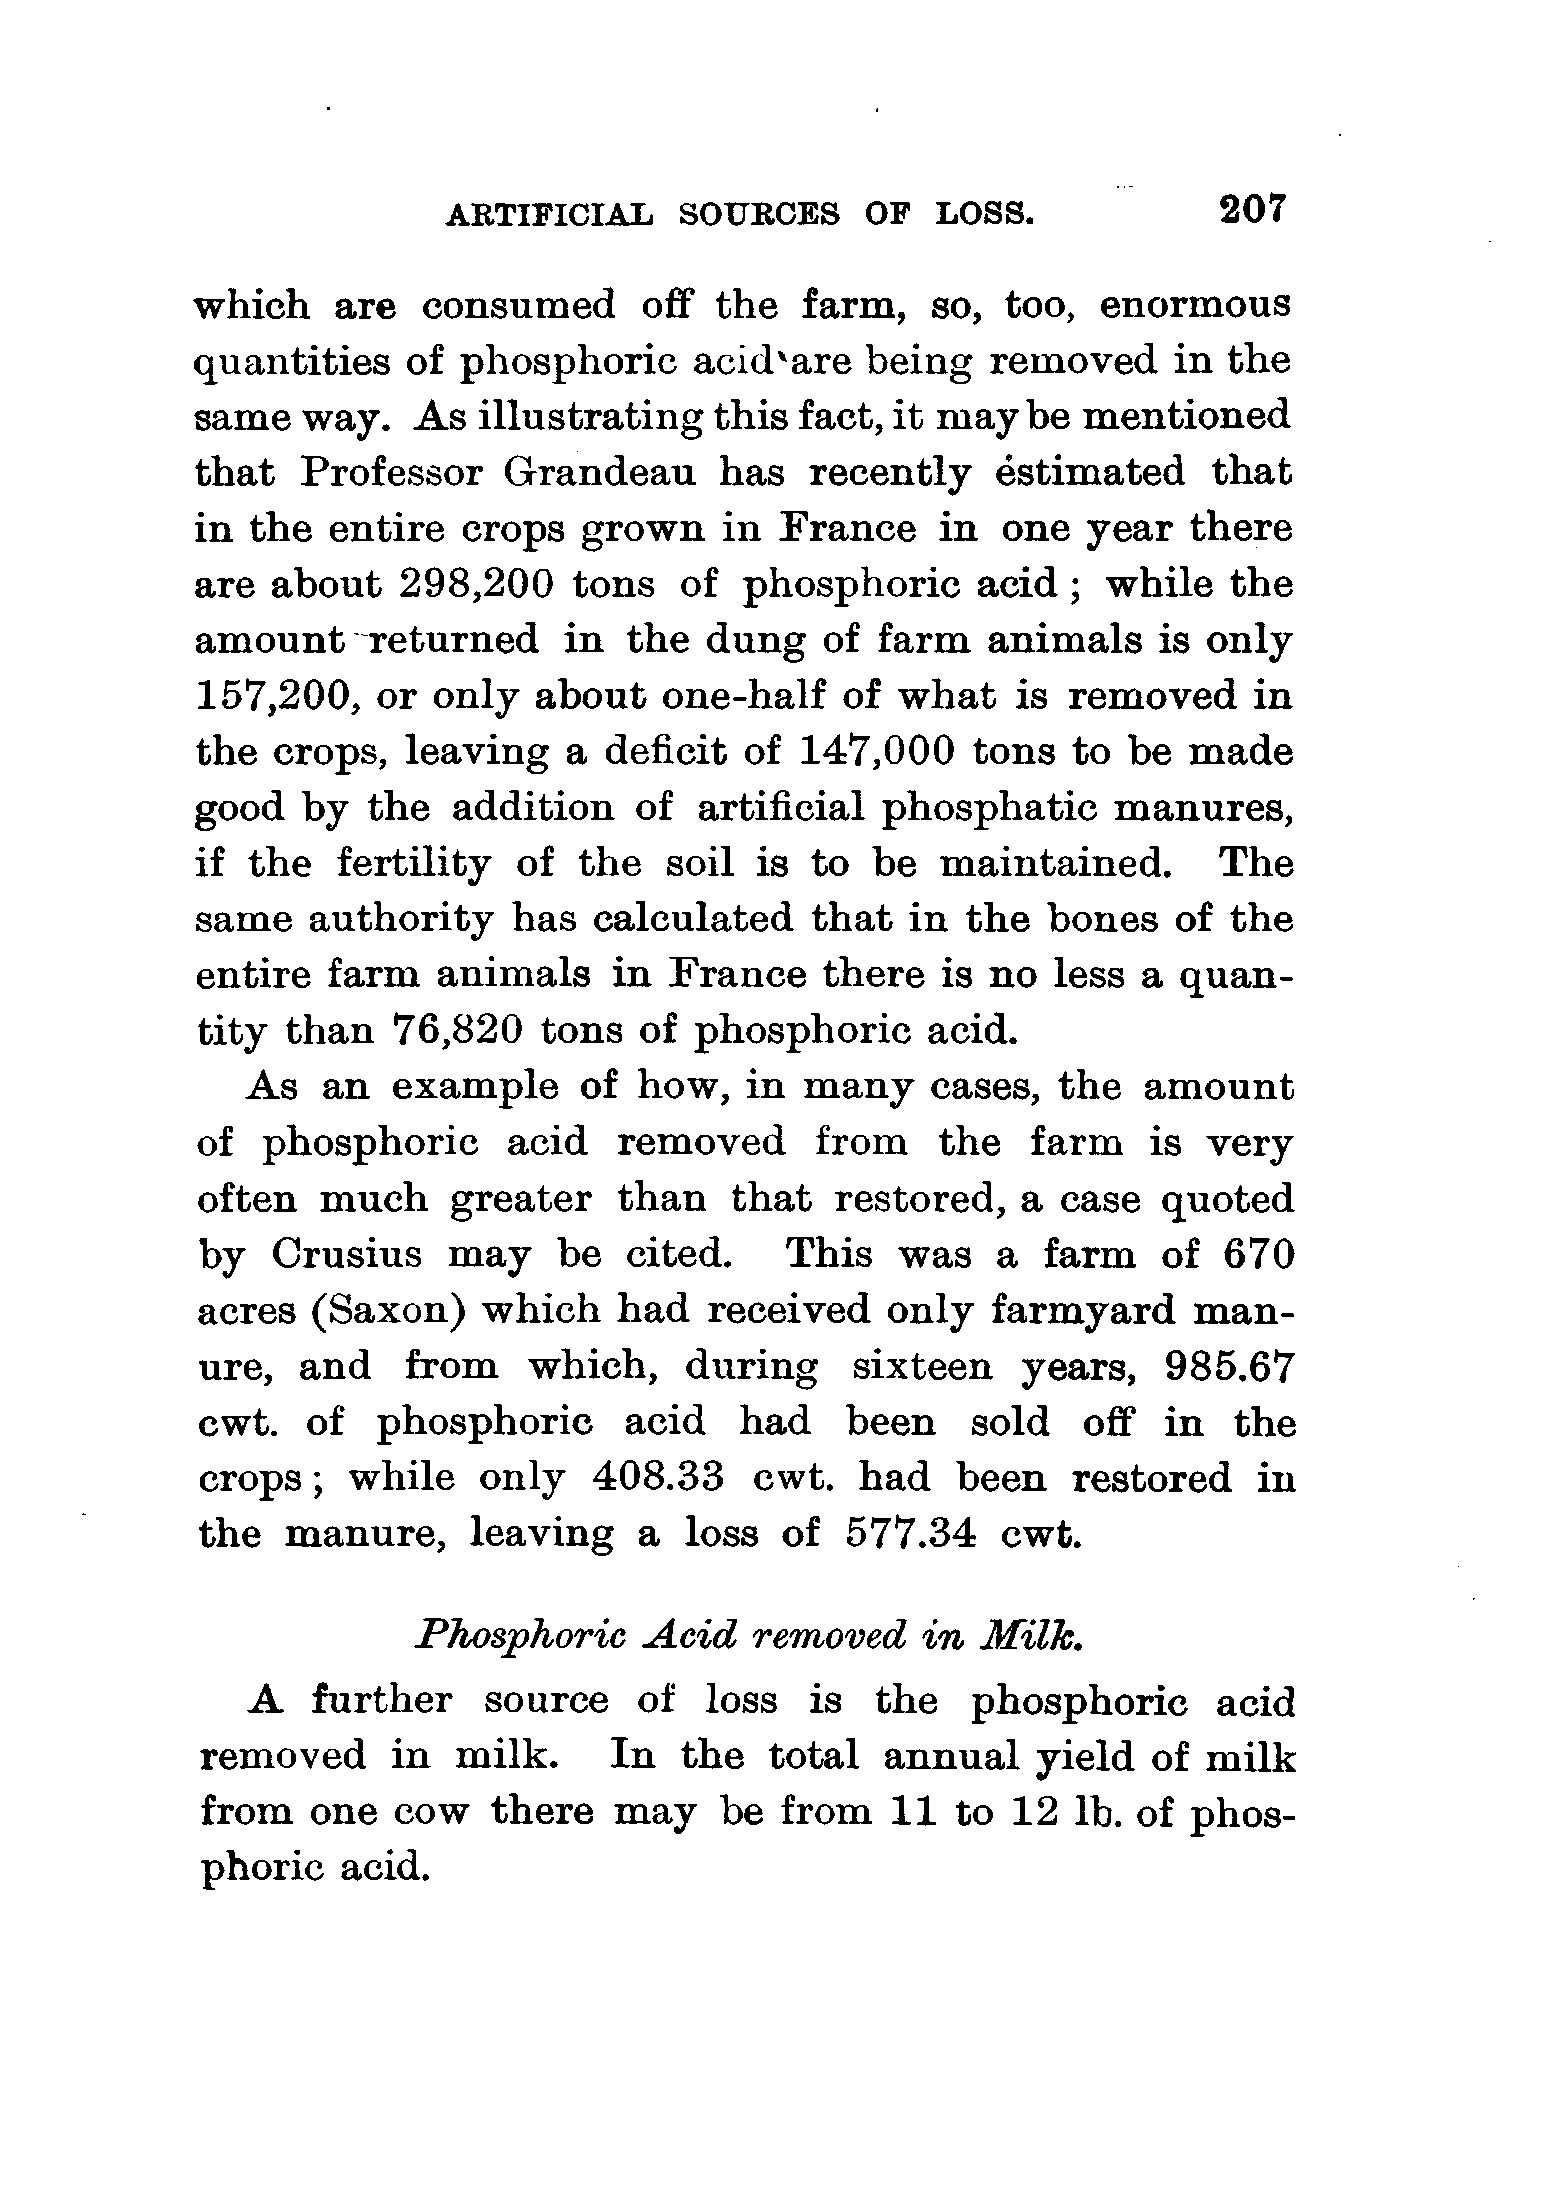 ARTIFICIAL SOURCES OF LOSS. 207
which are consumed off the farm, so, too, enormous
quantities of phosphoric acid are being removed in the
same way. As illustrating this fact, it may be mentioned
that Professor Grandeau has recently estimated that
in the entire crops grown in France in one year there
are about 298,200 tons of phosphoric acid; while the
amount returned in the dung of farm animals is only
157,200, or only about one-half of what is removed in
the crops, leaving a deficit of 147,000 tons to be made
good by the addition of artificial phosphatic manures,
if the fertility of the soil is to be maintained. The
same authority has calculated that in the bones of the
entire farm animals in France there is no less a quan-
tity than 76,820 tons of phosphoric acid.
As an example of how, in many cases, the amount
of phosphoric acid removed from the farm is very
often much greater than that restored, a case quoted
by Crusius may be cited. This was a farm of 670
acres (Saxon) which had received only farmyard man-
ure, and from which, during sixteen years, 985.67
cwt. of phosphoric acid had been sold off in the
crops; while only 408.33 cwt. had been restored in
the manure, leaving a loss of 577.34 cwt.
Phosphoric Acid removed in Milk.
A further source of loss is the phosphoric acid
removed in milk. In the total annual yield of milk
from one cow there may be from 11 to 12 lb. of phos-
phoric acid.